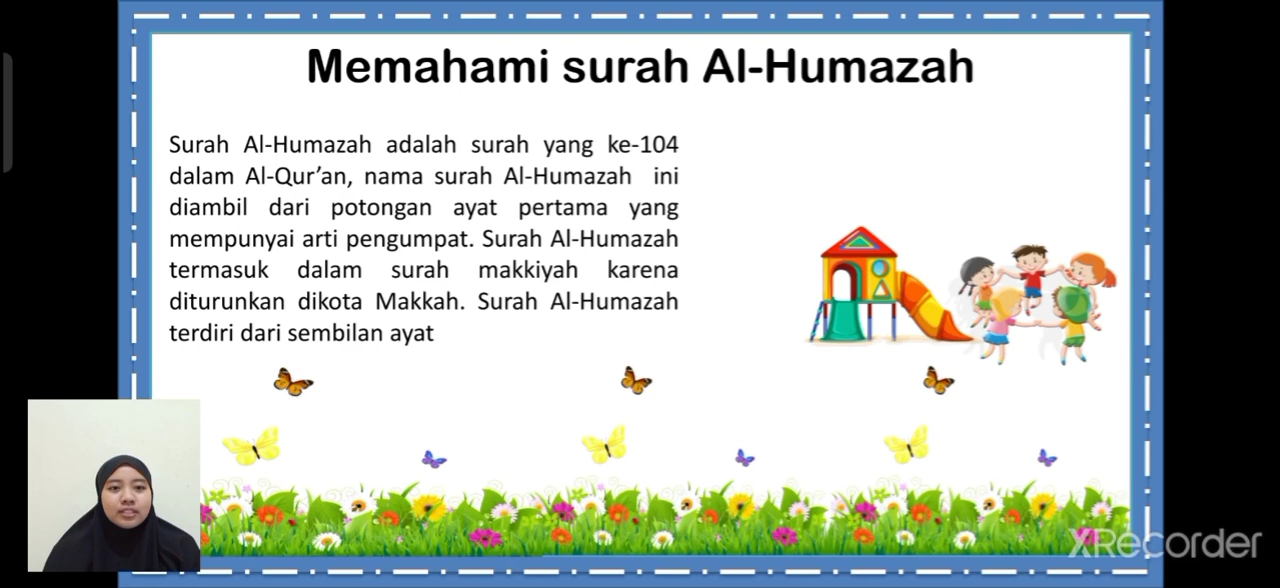 Memahami surah Al-Humazah
Surah Al-Humazah adalah surah yang ke-104
dalam Al-Qur’an, nama surah Al-Humazah ini
diambil dari potongan ayat pertama yang
mempunyai arti pengumpat. Surah Al-Humazah
termasuk dalam surah makkiyah karena
diturunkan dikota Makkah. Surah Al-Humazah
terdiri dari sembilan ayat
XRecorder